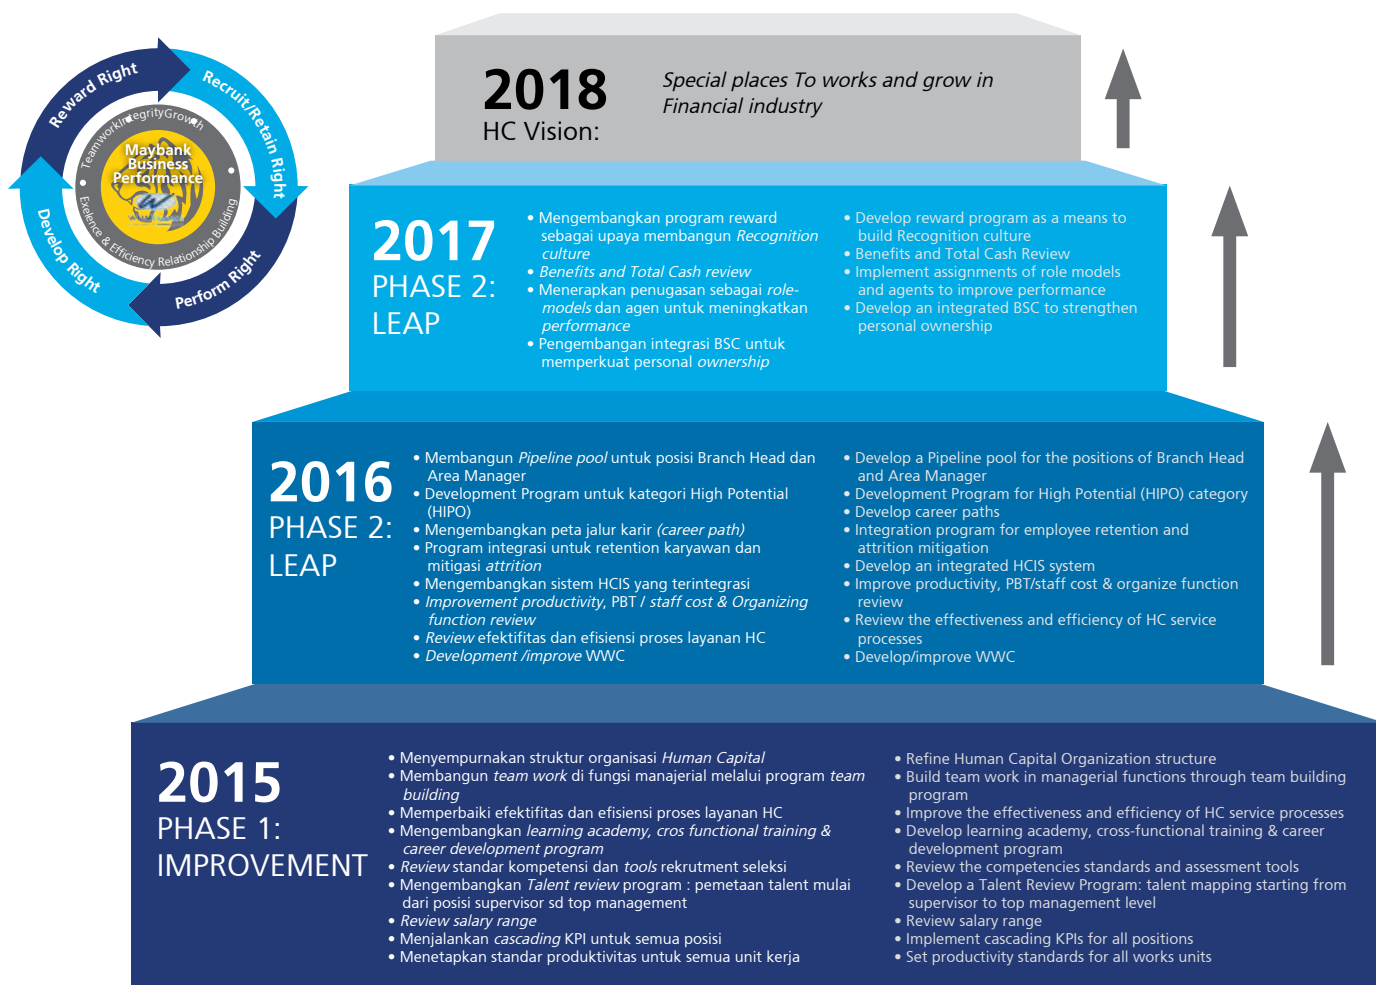 Reward Right
Recruit/Retain Right
Perform Right
Develop Right
Teamwork
Integrity
Growth
Exelence & Efficiency
Relationship Building
Maybank
Business
Performance
2018
HC Vision:
Special places To works and grow in
Financial industry
2017
PHASE 2:
LEAP
• Mengembangkan program reward
sebagai upaya membangun Recognition
culture
• Benefits and Total Cash review
• Menerapkan penugasan sebagai role-
models dan agen untuk meningkatkan
performance
• Pengembangan integrasi BSC untuk
memperkuat personal ownership
• Develop reward program as a means to
build Recognition culture
• Benefits and Total Cash Review
• Implement assignments of role models
and agents to improve performance
• Develop an integrated BSC to strengthen
personal ownership
2016
PHASE 2:
LEAP
• Membangun Pipeline pool untuk posisi Branch Head dan
Area Manager
• Development Program untuk kategori High Potential
(HIPO)
• Mengembangkan peta jalur karir (career path)
• Program integrasi untuk retention karyawan dan
mitigasi attrition
• Mengembangkan sistem HCIS yang terintegrasi
• Improvement productivity, PBT / staff cost & Organizing
function review
• Review efektifitas dan efisiensi proses layanan HC
• Development /improve WWC
• Develop a Pipeline pool for the positions of Branch Head
and Area Manager
• Development Program for High Potential (HIPO) category
• Develop career paths
• Integration program for employee retention and
attrition mitigation
• Develop an integrated HCIS system
• Improve productivity, PBT/staff cost & organize function
review
• Review the effectiveness and efficiency of HC service
processes
• Develop/improve WWC
2015
PHASE 1:
IMPROVEMENT
• Menyempurnakan struktur organisasi Human Capital
• Membangun team work di fungsi manajerial melalui program team
building
• Memperbaiki efektifitas dan efisiensi proses layanan HC
• Mengembangkan learning academy, cros functional training &
career development program
• Review standar kompetensi dan tools rekrutment seleksi
• Mengembangkan Talent review program : pemetaan talent mulai
dari posisi supervisor sd top management
• Review salary range
• Menjalankan cascading KPI untuk semua posisi
• Menetapkan standar produktivitas untuk semua unit kerja
• Refine Human Capital Organization structure
• Build team work in managerial functions through team building
program
• Improve the effectiveness and efficiency of HC service processes
• Develop learning academy, cross-functional training & career
development program
• Review the competencies standards and assessment tools
• Develop a Talent Review Program: talent mapping starting from
supervisor to top management level
• Review salary range
• Implement cascading KPIs for all positions
• Set productivity standards for all works units